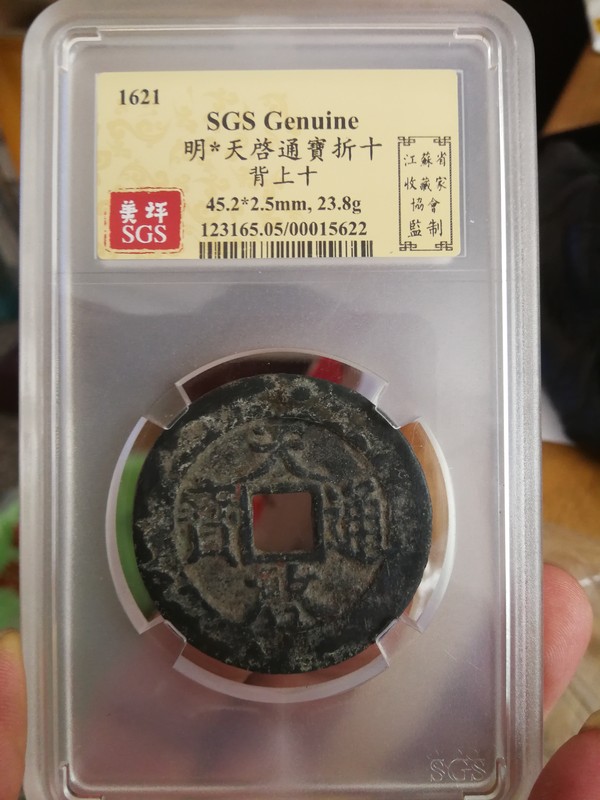 1621
SGS Genuine
明*天啓通寶折十
背上十
45.2*2.5mm, 23.8g
123165.05/00015622
美坪
SGS
江蘇省
收藏家
協會
監制
天啓通寶
SGS